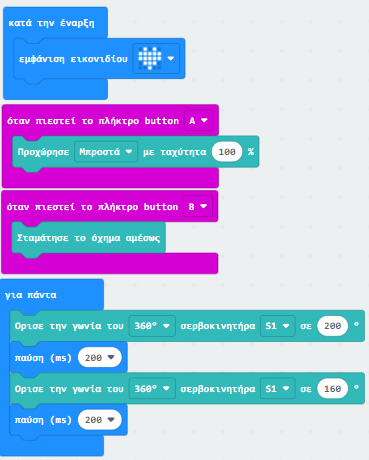 κατά την έναρξη
εμφάνιση εικονιδίου
όταν πιεστεί το πλήκτρο button A
Προχώρησε Μπροστά με ταχύτητα 100 %
όταν πιεστεί το πλήκτρο button B
Σταμάτησε το όχημα αμέσως
για πάντα
Ορισε την γωνία του 360° σερβοκινητήρα S1 σε 200 °
παύση (ms) 200
Ορισε την γωνία του 360° σερβοκινητήρα S1 σε 160 °
παύση (ms) 200